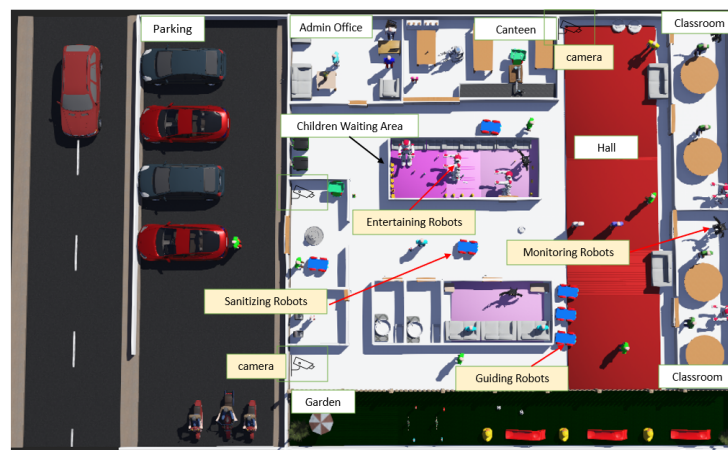 Parking
Admin Office
Canteen
Classroom
camera
Children Waiting Area
Hall
Entertaining Robots
Monitoring Robots
Sanitizing Robots
camera
Guiding Robots
Classroom
Garden